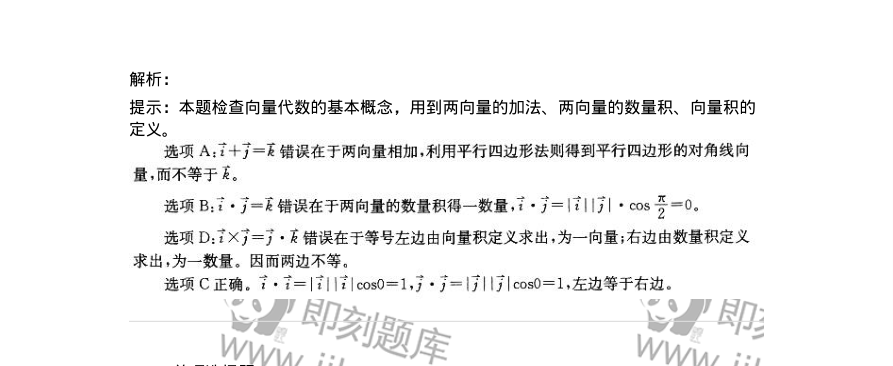 解析：
提示：本题检查向量代数的基本概念，用到两向量的加法、两向量的数量积、向量积的
定义。
选项 A:i⃗+j⃗=k⃗ 错误在于两向量相加,利用平行四边形法则得到平行四边形的对角线向
量,而不等于 k⃗。
选项 B:i⃗·j⃗=k⃗ 错误在于两向量的数量积得一数量,i⃗·j⃗=|i⃗||j⃗|·cos π/2=0。
选项 D:i⃗×j⃗=j⃗·k⃗ 错误在于等号左边由向量积定义求出,为一向量;右边由数量积定义
求出,为一数量。因而两边不等。
选项 C 正确。i⃗·i⃗=|i⃗||i⃗|cos0=1,j⃗·j⃗=|j⃗||j⃗|cos0=1,左边等于右边。
即刻题库 即刻
www. www.